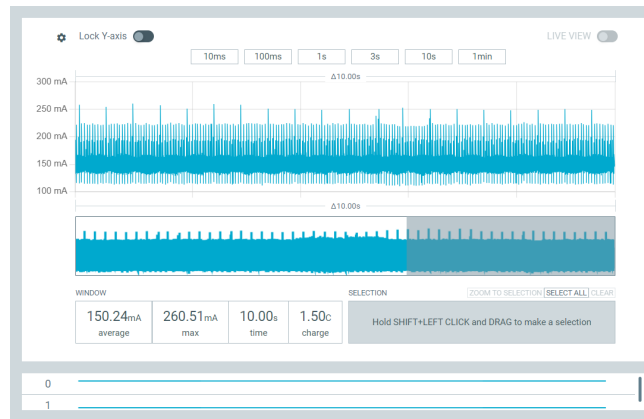 Lock Y-axis LIVE VIEW
10ms 100ms 1s 3s 10s 1min
Δ10.00s
300 mA
250 mA
200 mA
150 mA
100 mA
Δ10.00s
WINDOW SELECTION ZOOM TO SELECTION SELECT ALL CLEAR
150.24mA 260.51mA 10.00s 1.50C
average max time charge
Hold SHIFT+LEFT CLICK and DRAG to make a selection
0
1